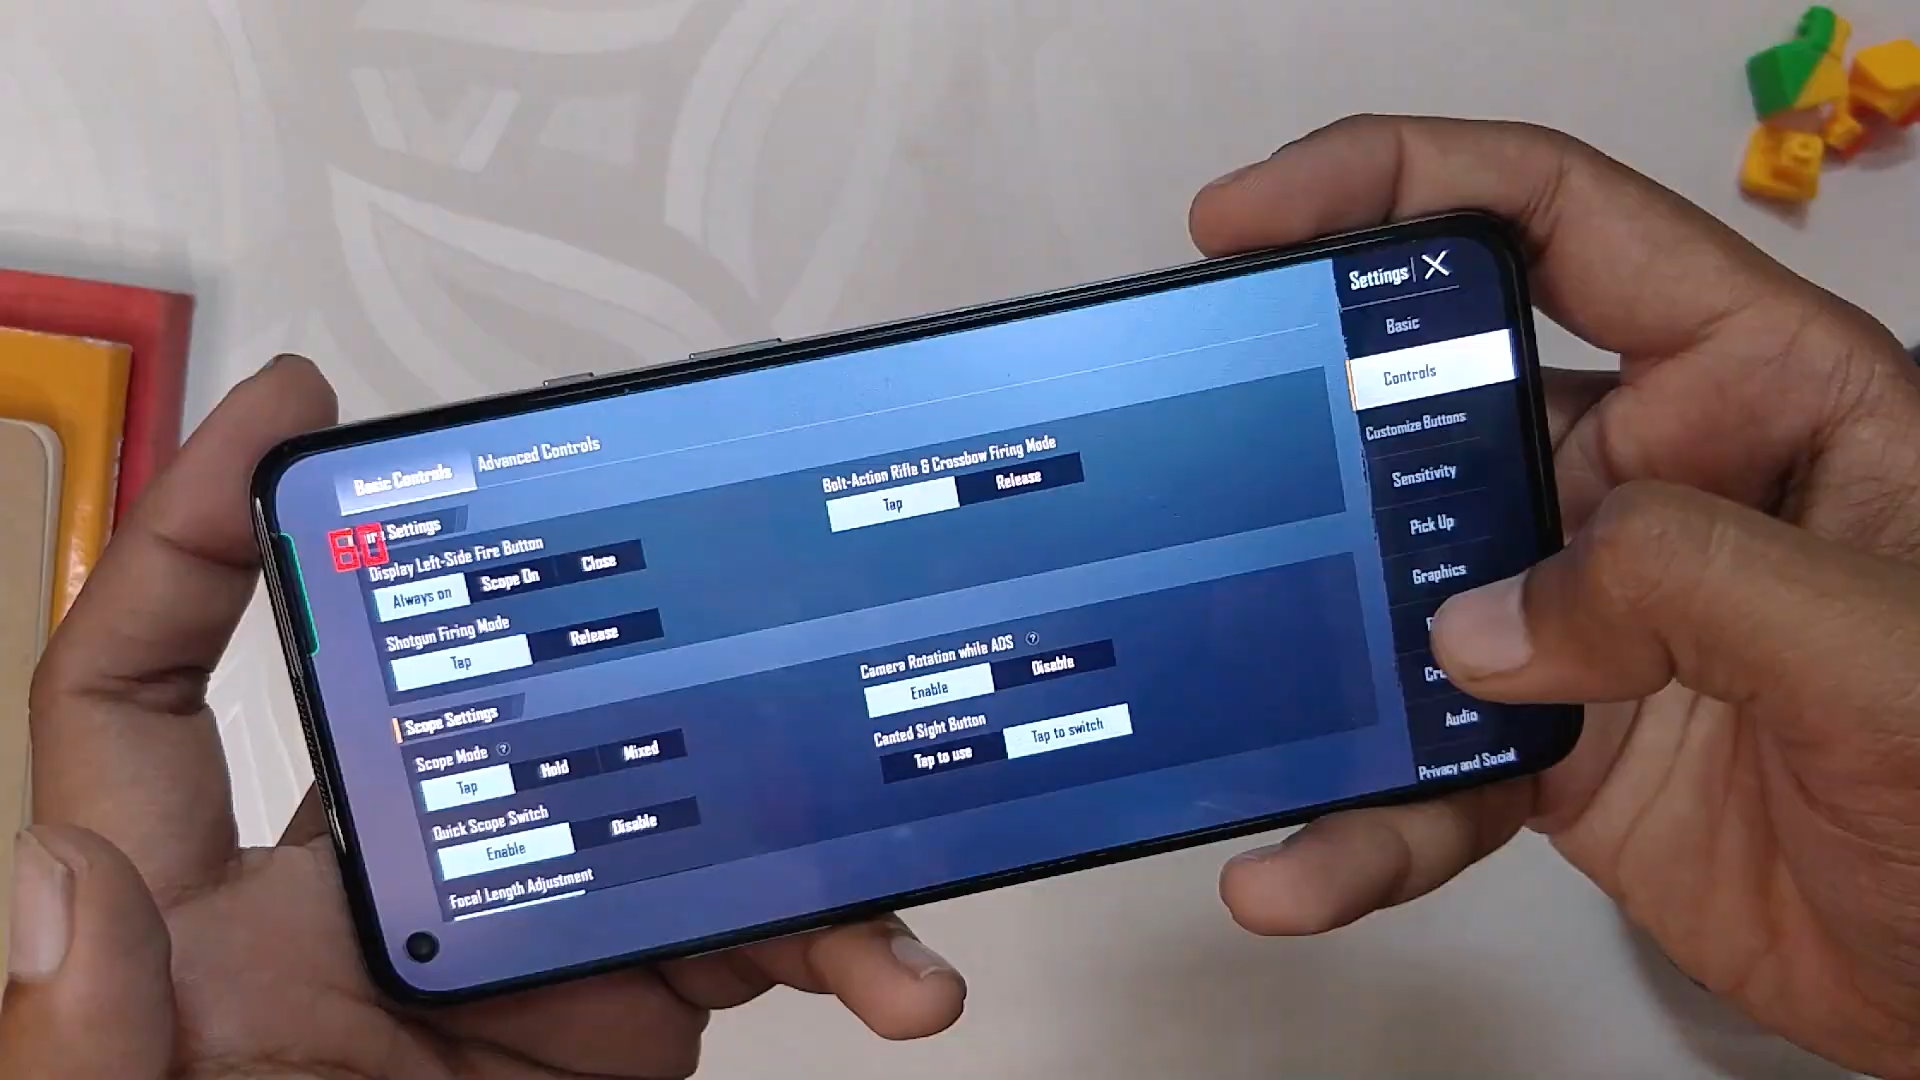 Settings
Basic
Controls
Customize Buttons
Sensitivity
Pick Up
Graphics
Audio
Privacy and Social
Basic Controls
Advanced Controls
60
Settings
Display Left-Side Fire Button
Always on
Scope On
Close
Shotgun Firing Mode
Tap
Release
Bolt-Action Rifle & Crossbow Firing Mode
Tap
Release
Scope Settings
Scope Mode ?
Tap
Hold
Mixed
Quick Scope Switch
Enable
Disable
Focal Length Adjustment
Camera Rotation while ADS ?
Enable
Disable
Canted Sight Button
Tap to use
Tap to switch